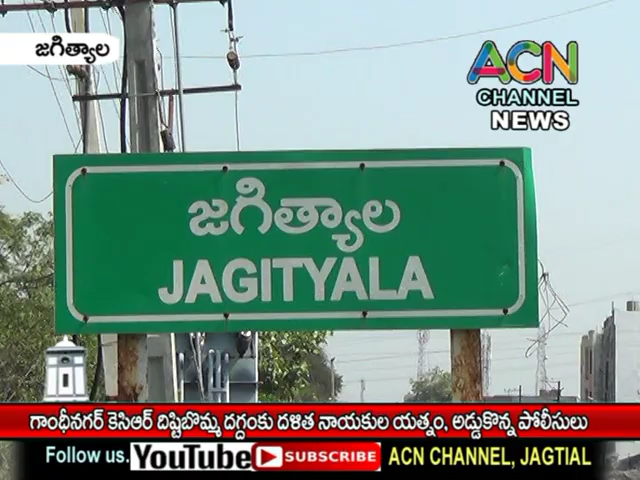 జగిత్యాల
ACN
CHANNEL
NEWS
జగిత్యాల
JAGITYALA
గాంధీనగర్ కెసిఆర్ దిష్టిబొమ్మ దగ్దంకు దళిత నాయకుల యత్నం, అడ్డుకొన్న పోలీసులు
Follow us. YouTube SUBSCRIBE ACN CHANNEL, JAGTIAL